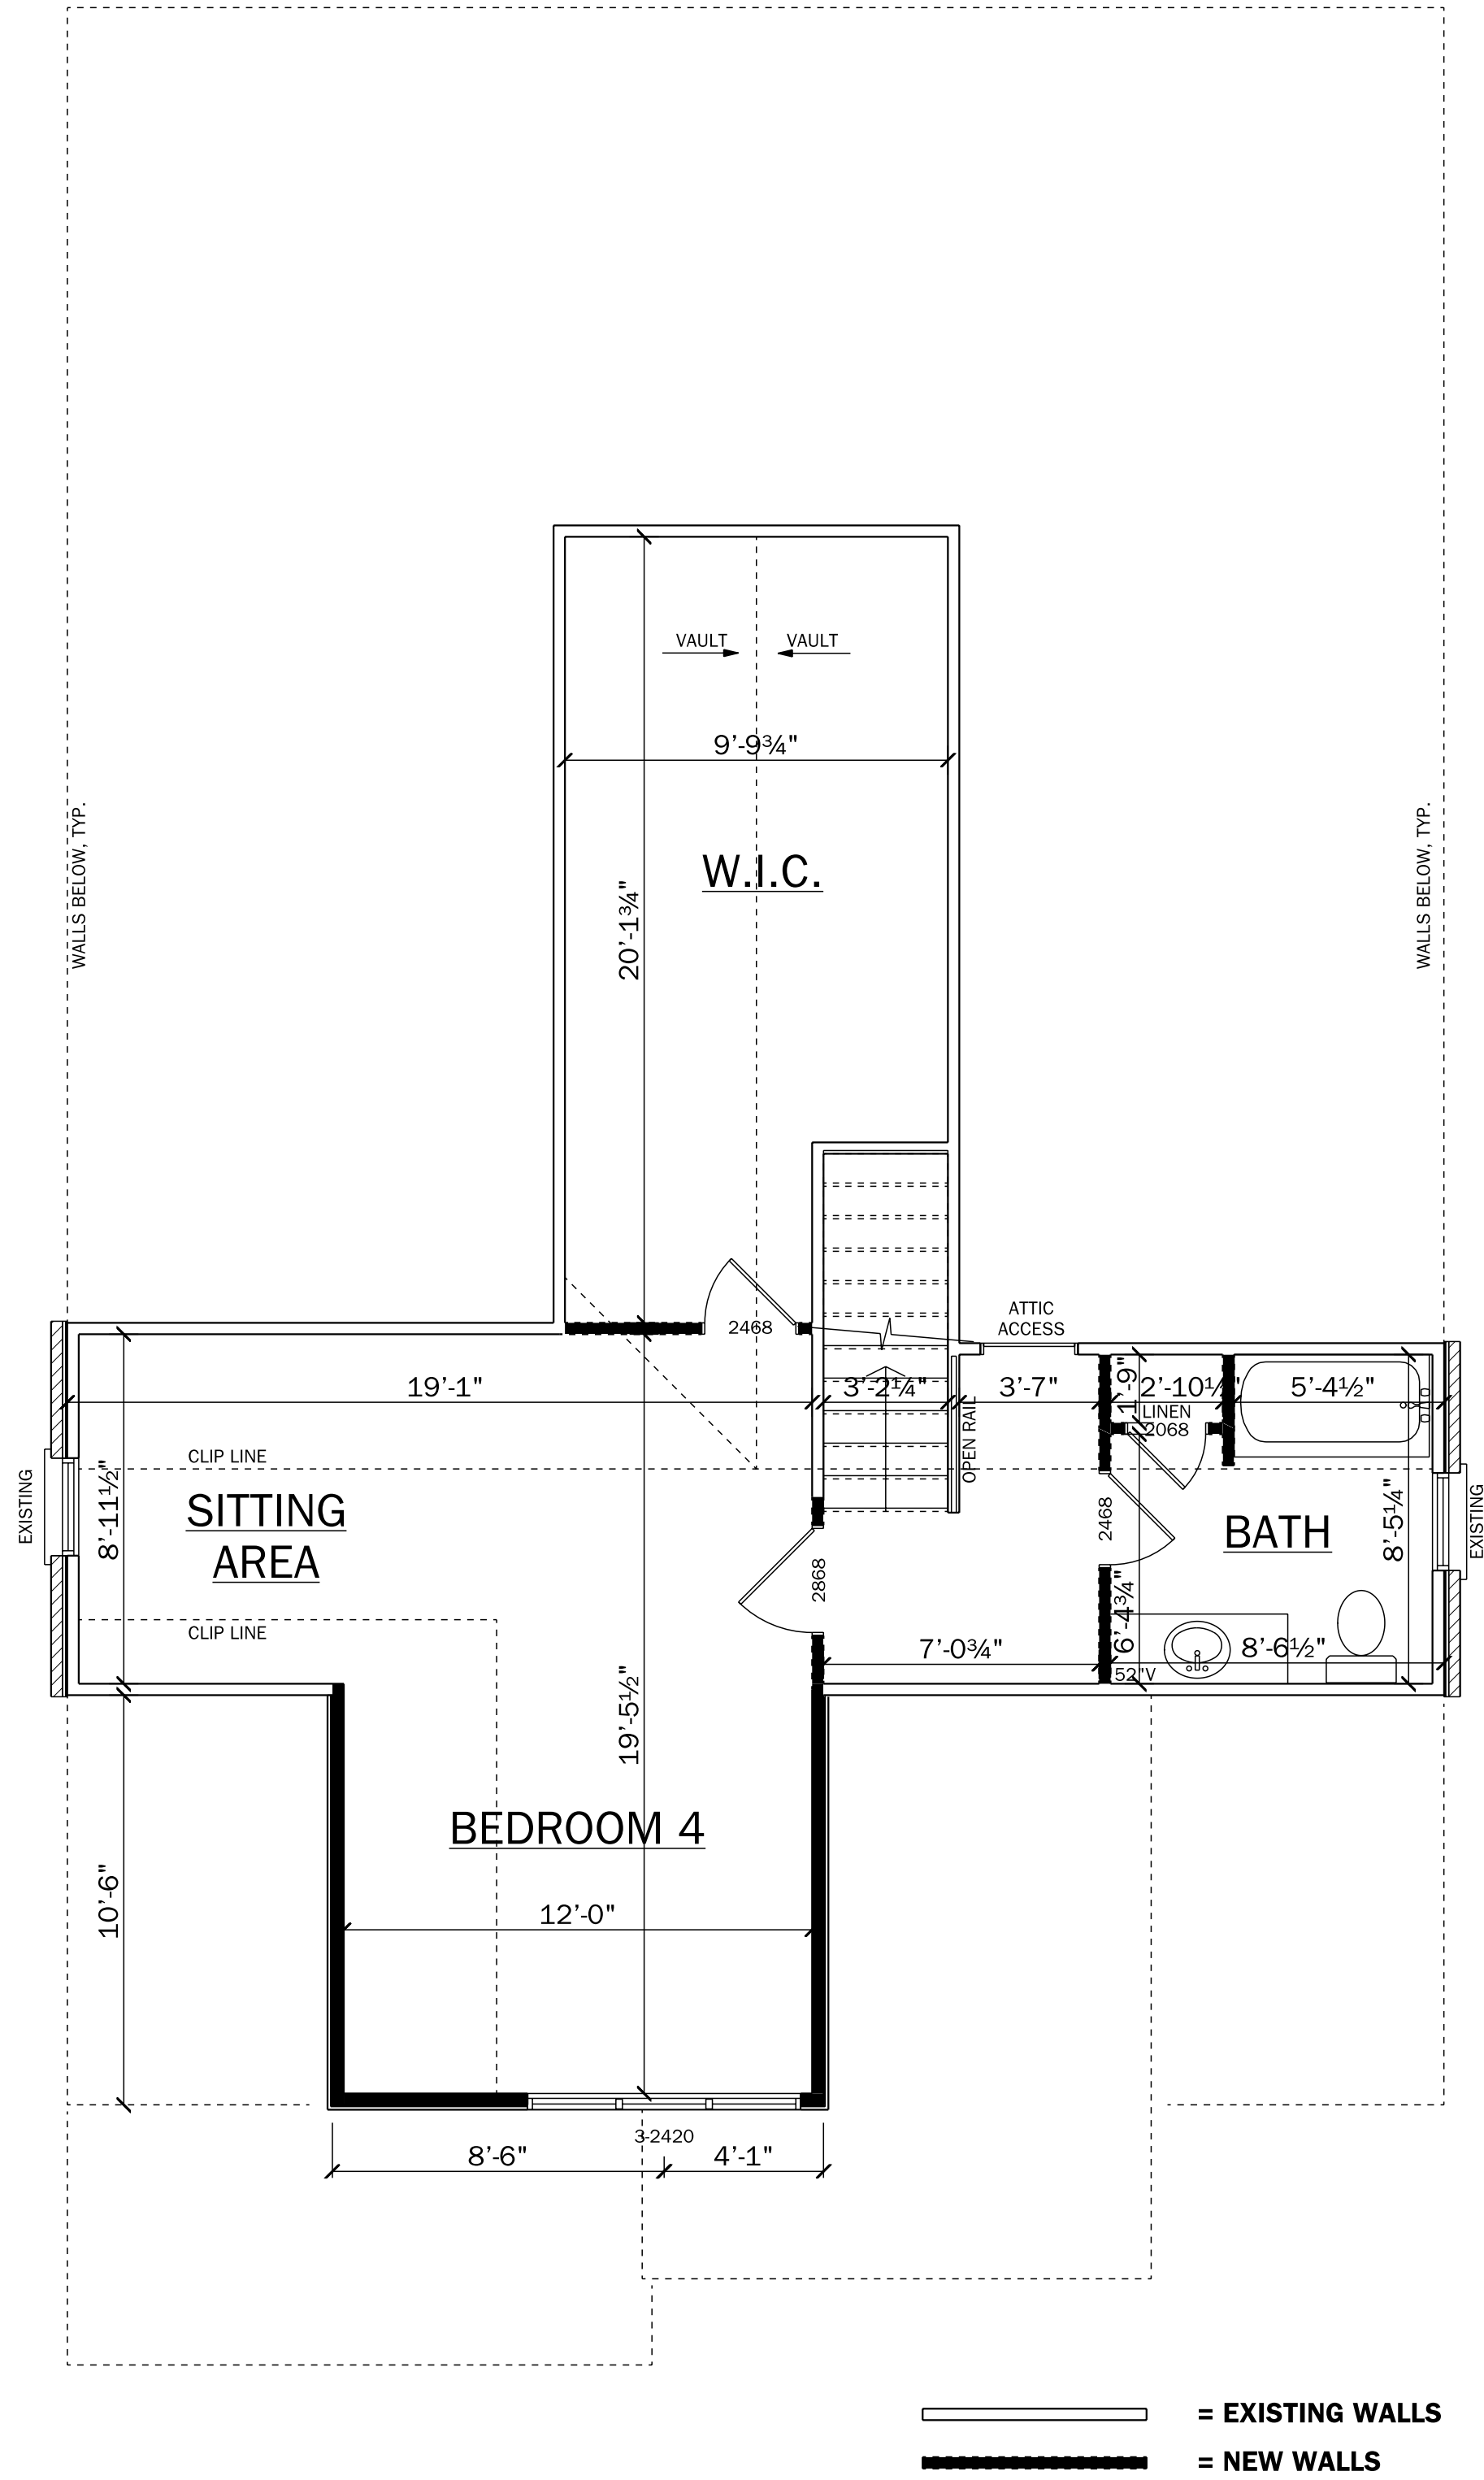 VAULT
VAULT
9'-9¾"
WALLS BELOW, TYP.
WALLS BELOW, TYP.
W.I.C.
20'-1¾"
ATTIC
ACCESS
2468
19'-1"
3'-2¼"
3'-7"
1'-9"
2'-10½"
5'-4½"
LINEN
2068
OPEN RAIL
CLIP LINE
EXISTING
8'-11½"
SITTING
AREA
2468
BATH
8'-5¼"
EXISTING
2868
6'-4¾"
CLIP LINE
7'-0¾"
8'-6½"
52"V
19'-5½"
BEDROOM 4
10'-6"
12'-0"
3-2420
8'-6"
4'-1"
= EXISTING WALLS
= NEW WALLS